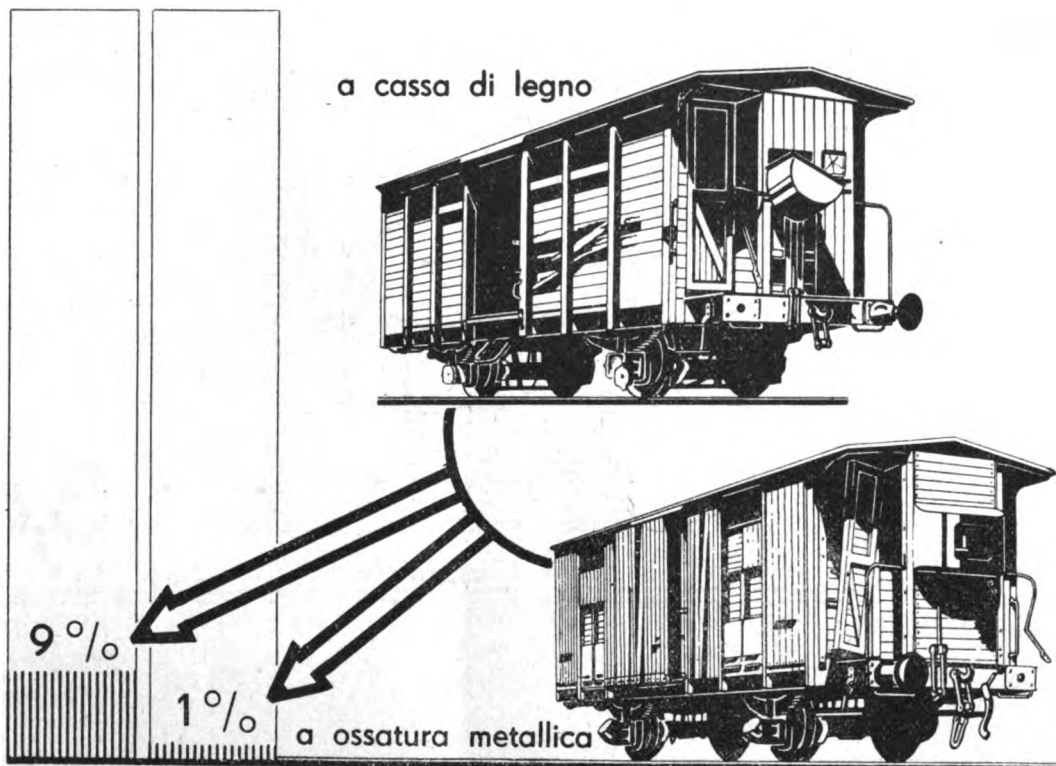 a cassa di legno
9 %
1 %
a ossatura metallica